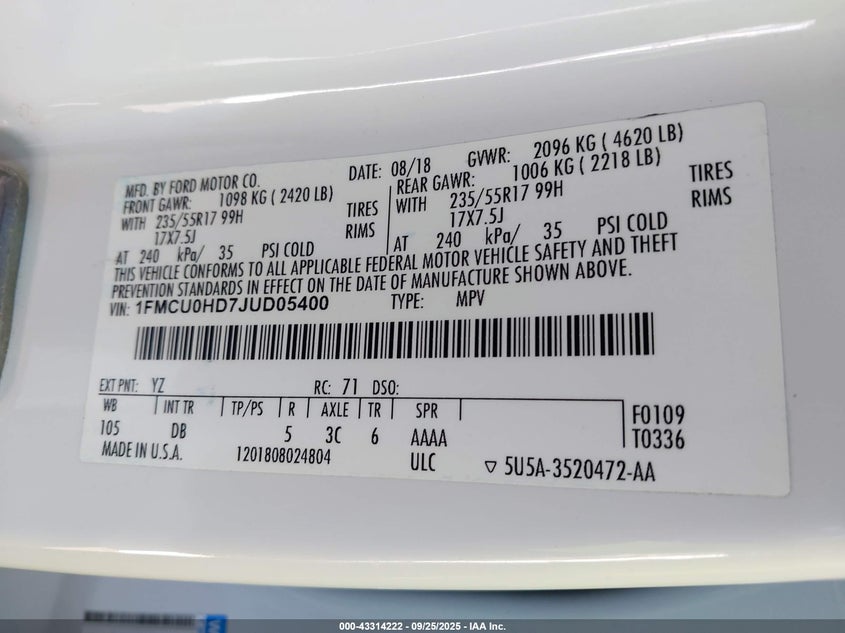 MFD. BY FORD MOTOR CO. DATE: 08/18 GVWR: 2096 KG ( 4620 LB)
FRONT GAWR: 1098 KG ( 2420 LB) REAR GAWR: 1006 KG ( 2218 LB)
WITH 235/55R17 99H TIRES WITH 235/55R17 99H TIRES
17X7.5J RIMS 17X7.5J RIMS
AT 240 kPa/ 35 PSI COLD AT 240 kPa/ 35 PSI COLD
THIS VEHICLE CONFORMS TO ALL APPLICABLE FEDERAL MOTOR VEHICLE SAFETY AND THEFT
PREVENTION STANDARDS IN EFFECT ON THE DATE OF MANUFACTURE SHOWN ABOVE.
VIN: 1FMCU0HD7JUD05400 TYPE: MPV
EXT PNT: YZ RC: 71 DSO:
WB INT TR TP/PS R AXLE TR SPR F0109
105 DB 5 3C 6 AAAA T0336
MADE IN U.S.A. 1201808024804 ULC ▽ 5U5A-3520472-AA
000-43314222 - 09/25/2025 - IAA Inc.